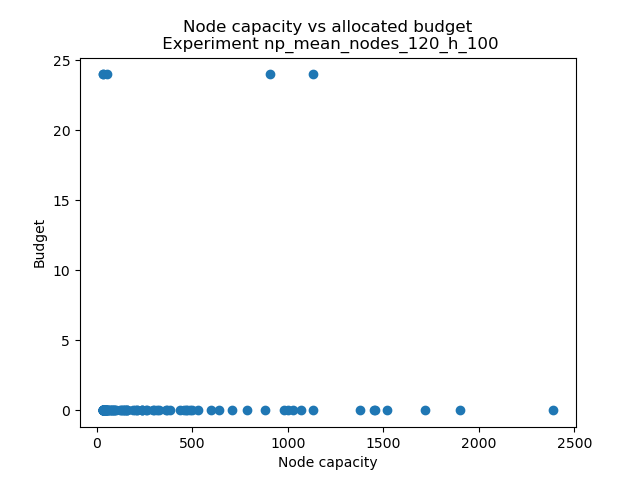 Node capacity vs allocated budget
Experiment np_mean_nodes_120_h_100
25
20
15
10
5
0
Budget
0 500 1000 1500 2000 2500
Node capacity